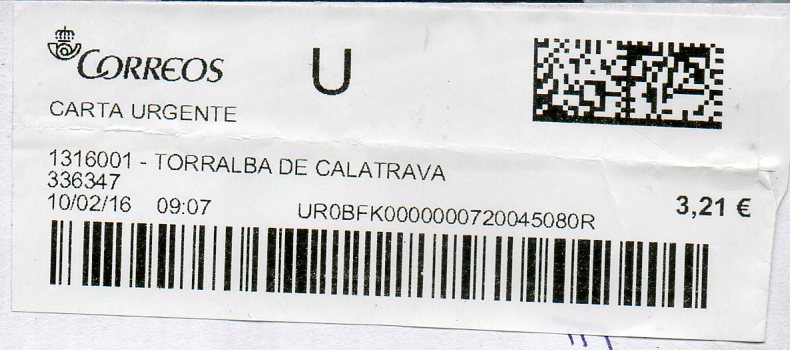 CORREOS
U
CARTA URGENTE
1316001 - TORRALBA DE CALATRAVA
336347
10/02/16 09:07 UR0BFK0000000720045080R 3,21 €